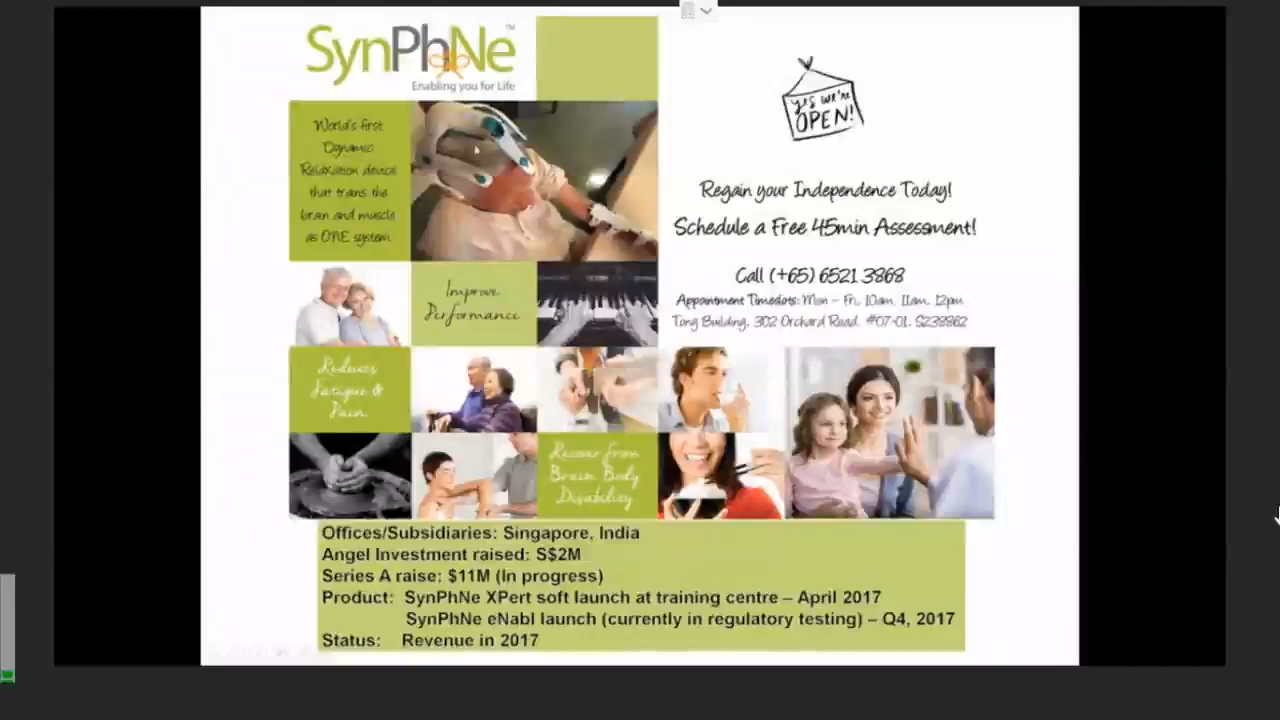 SynPhNe™
Enabling you for Life
World's first
Dynamic
Relaxation device
that trains the
brain and muscle
as ONE system
Improve
Performance
Reduces
Fatigue &
Pain
Recover from
Brain Body
Disability
YES WE'RE
OPEN!
Regain your Independence Today!
Schedule a Free 45min Assessment!
Call (+65) 6521 3868
Appointment Timeslots: Mon - Fri, 10am, 11am, 12pm
Tong Building, 302 Orchard Road, #07-01, S238862
Offices/Subsidiaries: Singapore, India
Angel Investment raised: S$2M
Series A raise: $11M (In progress)
Product: SynPhNe XPert soft launch at training centre – April 2017
SynPhNe eNabl launch (currently in regulatory testing) – Q4, 2017
Status: Revenue in 2017